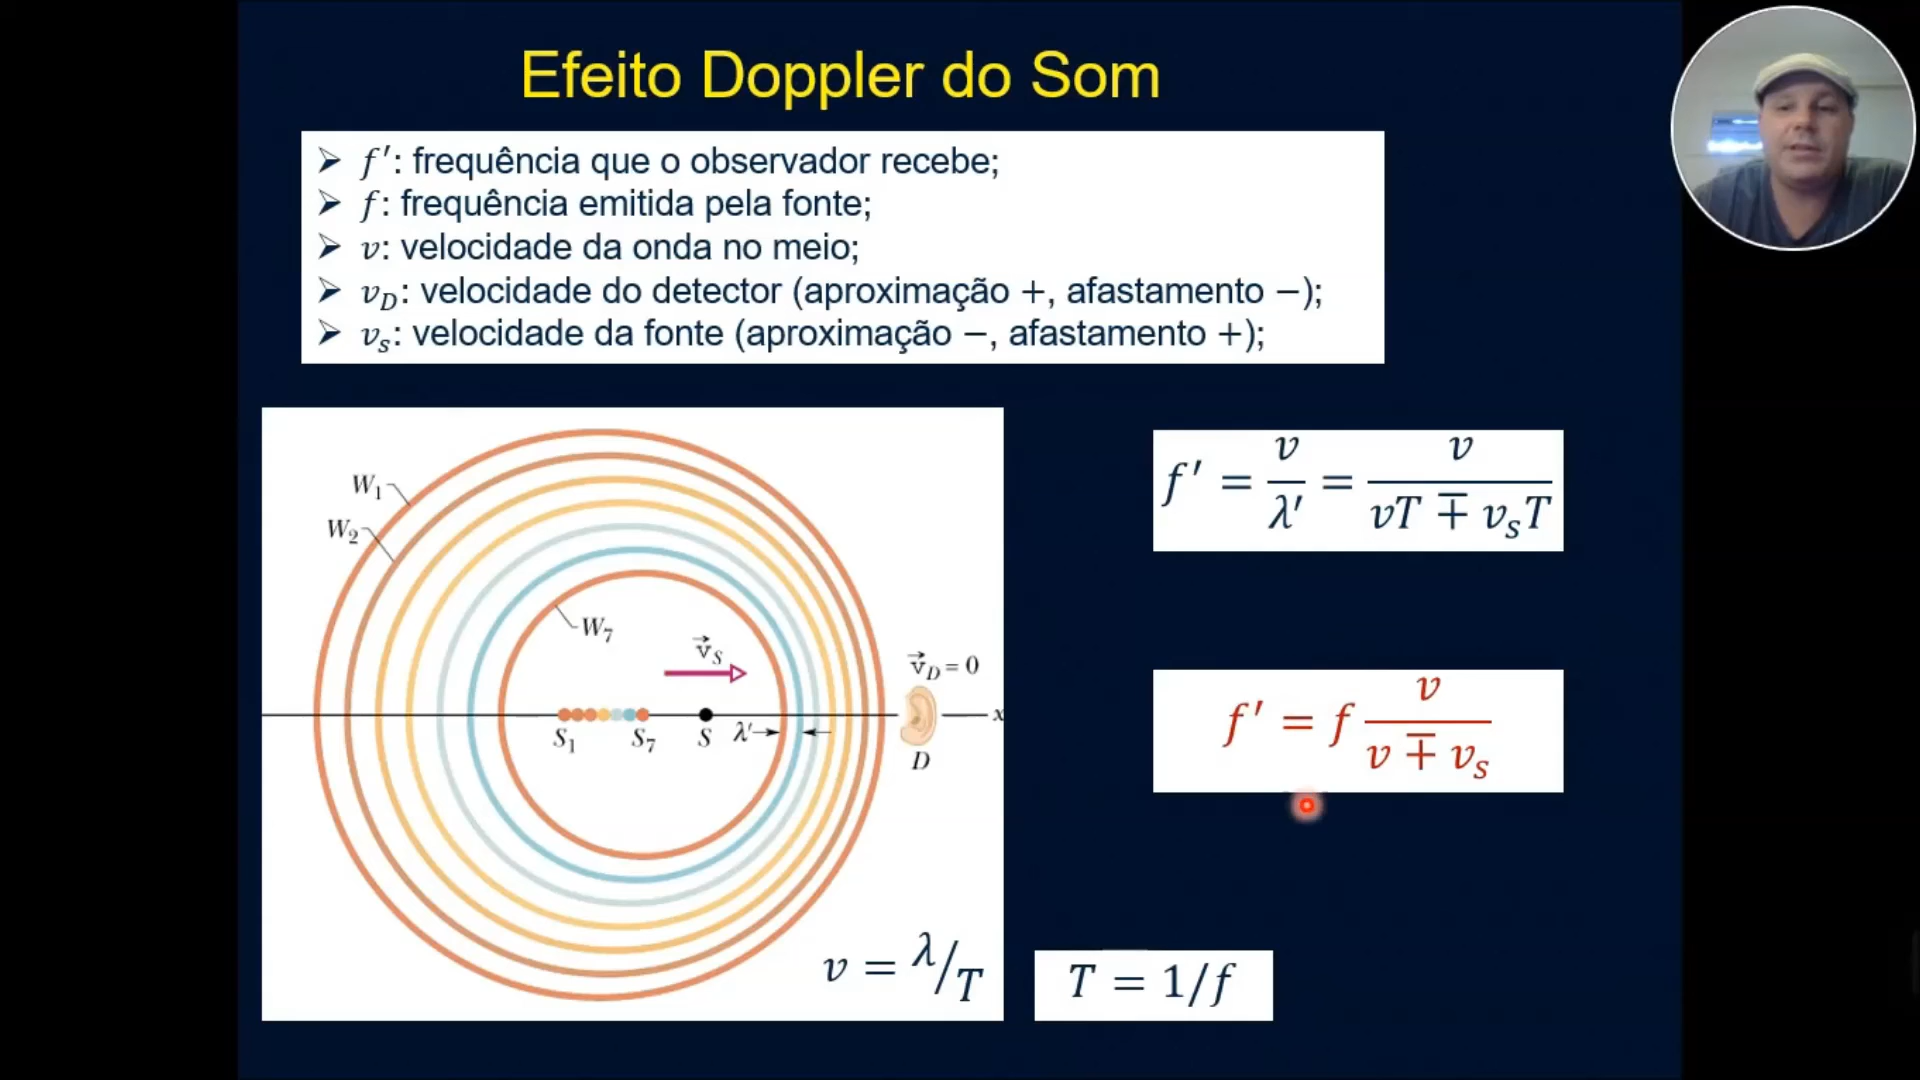 Efeito Doppler do Som
➢ f′: frequência que o observador recebe;
➢ f: frequência emitida pela fonte;
➢ v: velocidade da onda no meio;
➢ v_D: velocidade do detector (aproximação +, afastamento −);
➢ v_s: velocidade da fonte (aproximação −, afastamento +);
W₁
W₂
W₇
v⃗_S
v⃗_D = 0
S₁ S₇ S λ′ x
D
v = λ/T
f′ = v/λ′ = v/(vT ∓ v_sT)
f′ = f v/(v ∓ v_s)
T = 1/f